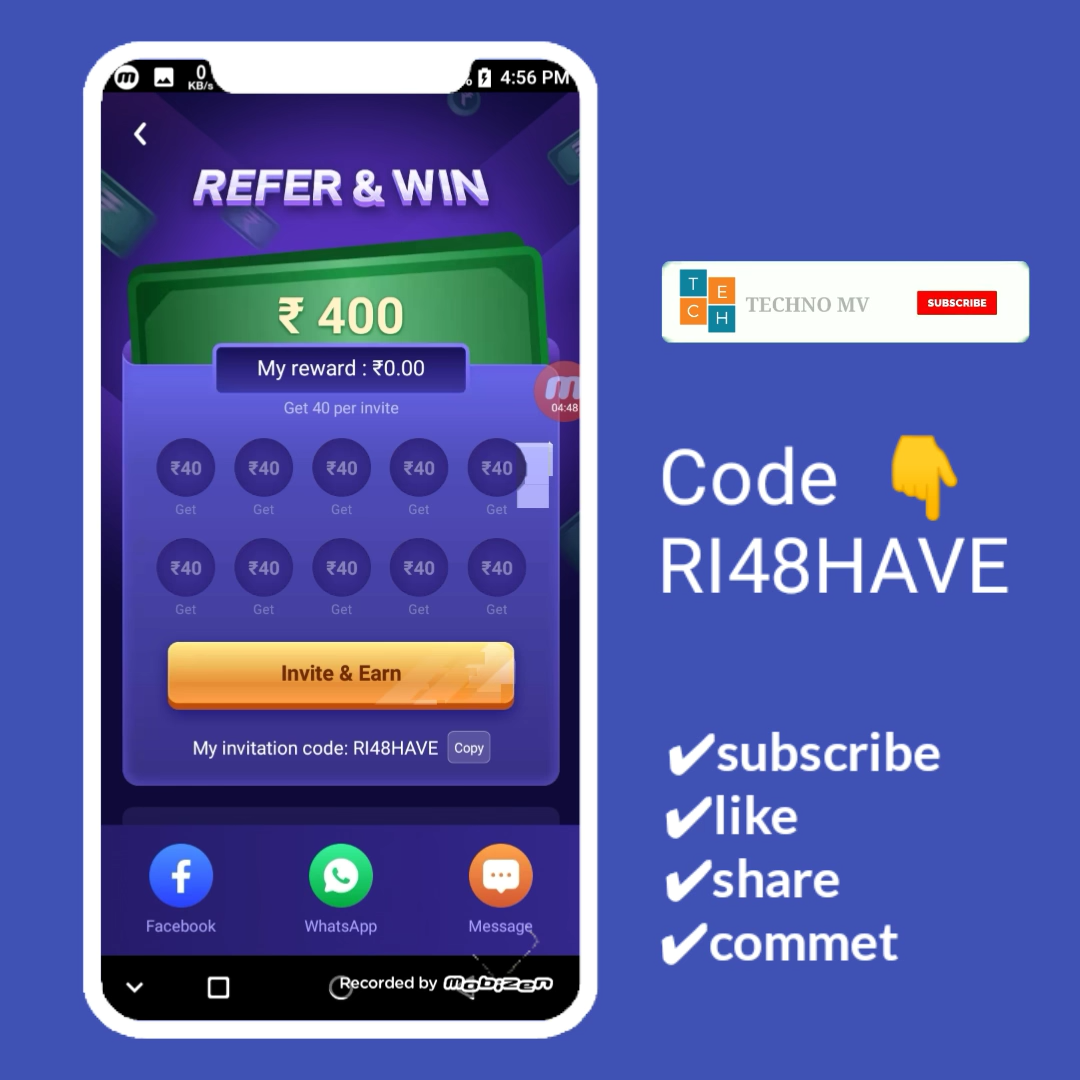 0
KB/s
4:56 PM
REFER & WIN
₹ 400
My reward : ₹0.00
Get 40 per invite
04:48
₹40 ₹40 ₹40 ₹40 ₹40
Get Get Get Get Get
₹40 ₹40 ₹40 ₹40 ₹40
Get Get Get Get Get
Invite & Earn
My invitation code: RI48HAVE Copy
Facebook WhatsApp Message
Recorded by mobizen
TECH TECHNO MV SUBSCRIBE
Code
RI48HAVE
✔subscribe
✔like
✔share
✔commet